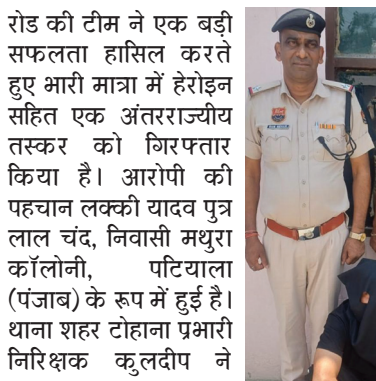 रोड की टीम ने एक बड़ी
सफलता हासिल करते
हुए भारी मात्रा में हेरोइन
सहित एक अंतरराज्यीय
तस्कर को गिरफ्तार
किया है। आरोपी की
पहचान लक्की यादव पुत्र
लाल चंद, निवासी मथुरा
कॉलोनी, पटियाला
(पंजाब) के रूप में हुई है।
थाना शहर टोहाना प्रभारी
निरिक्षक कुलदीप ने